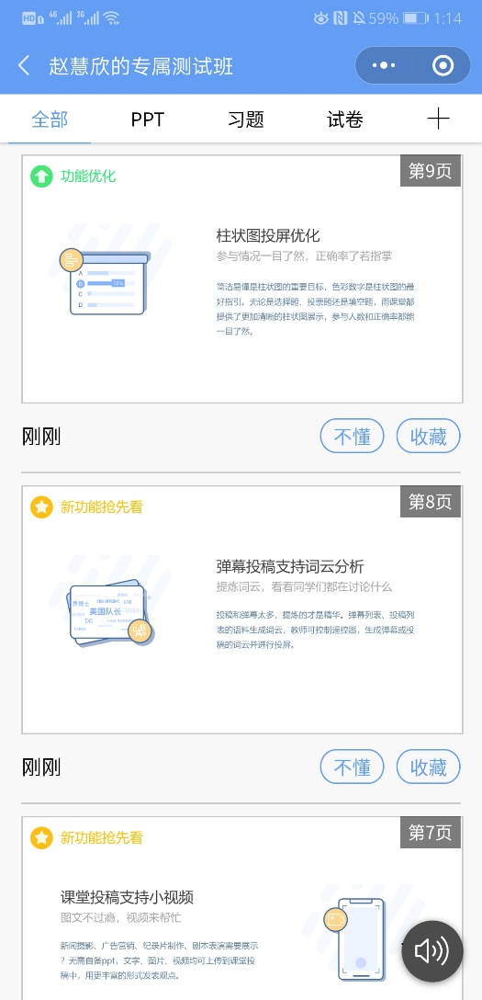 HD 4G 3G 59% 1:14
赵慧欣的专属测试班
全部 PPT 习题 试卷
功能优化
第9页
柱状图投屏优化
参与情况一目了然，正确率了若指掌
A
B
C
D
简洁易懂是柱状图的重要目标，色彩数字是柱状图的最
好指引。无论是选择题、投票题还是填空题，雨课堂都
提供了更加清晰的柱状图展示，参与人数和正确率都能
一目了然。
刚刚 不懂 收藏
新功能抢先看
第8页
弹幕投稿支持词云分析
提炼词云，看看同学们都在讨论什么
美国队长
DC
投稿和弹幕太多，提炼的才是精华。弹幕列表、投稿列
表的语料生成词云，教师可控制遥控器，生成弹幕或投
稿的词云并进行投屏。
刚刚 不懂 收藏
新功能抢先看
第7页
课堂投稿支持小视频
图文不过瘾，视频来帮忙
新闻摄影、广告营销、纪录片制作、剧本表演需要展示
？无需自备ppt，文字、图片、视频均可上传到课堂投
稿中，用更丰富的形式发表观点。